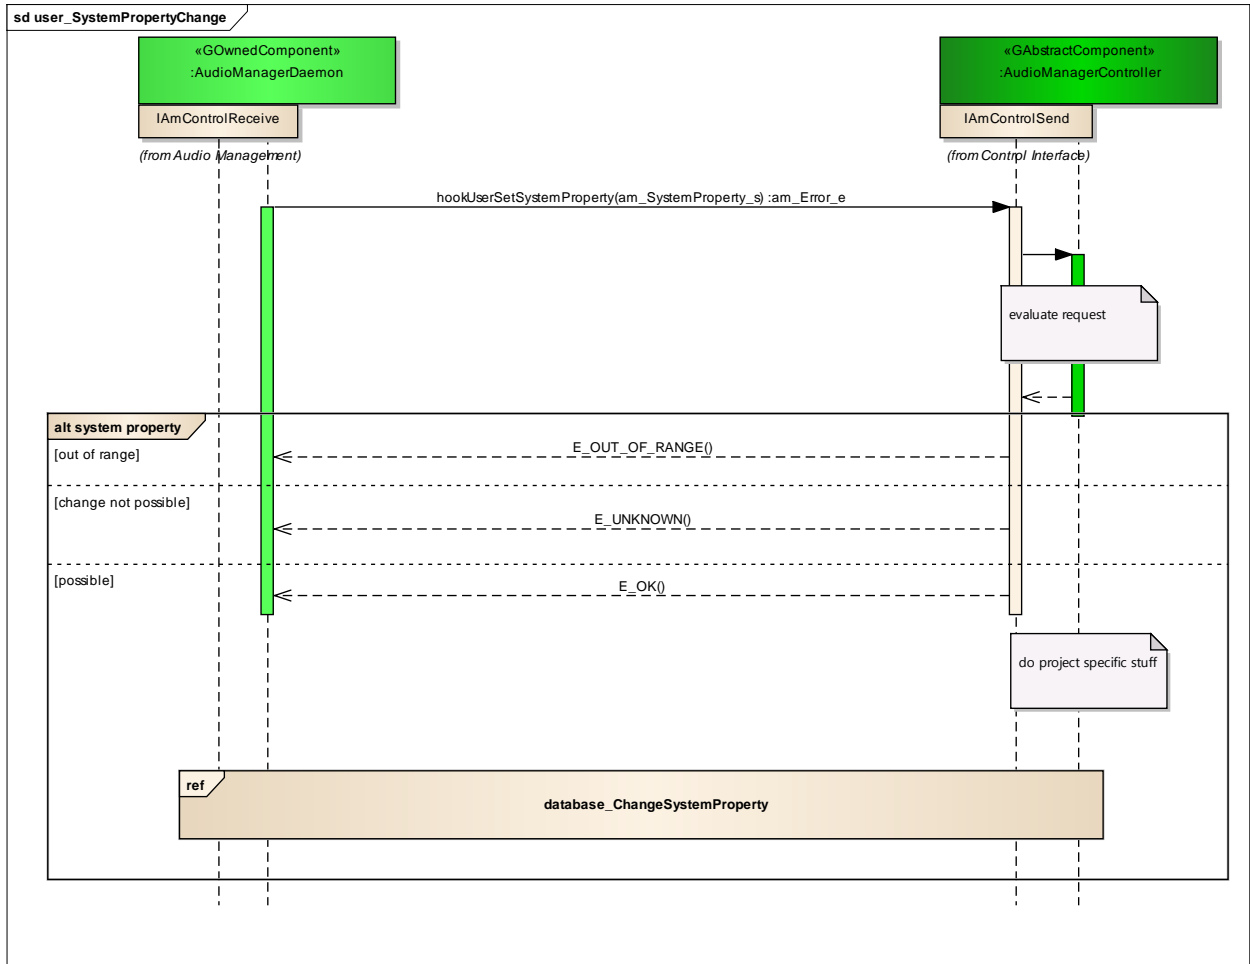 sd user_SystemPropertyChange
«GOwnedComponent»
:AudioManagerDaemon
«GAbstractComponent»
:AudioManagerController
IAmControlReceive
IAmControlSend
(from Audio Management)
(from Control Interface)
hookUserSetSystemProperty(am_SystemProperty_s) :am_Error_e
evaluate request
alt system property
[out of range]
E_OUT_OF_RANGE()
[change not possible]
E_UNKNOWN()
[possible]
E_OK()
do project specific stuff
ref
database_ChangeSystemProperty